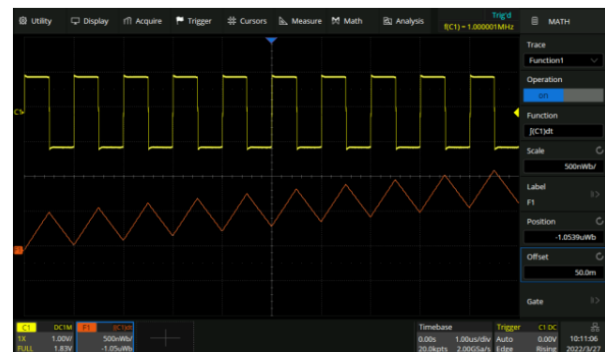 Utility Display Acquire Trigger Cursors Measure Math Analysis
Trig'd
f(C1) = 1.000001MHz
MATH
Trace
Function1
Operation
on
Function
∫(C1)dt
Scale
500nWb/
Label
F1
Position
-1.0539uWb
Offset
50.0m
Gate
C1 DC1M
1X 1.00V/
FULL 1.83V
F1 ∫(C1)dt
500nWb/
-1.05uWb
Timebase
0.00s 1.00us/div
20.0kpts 2.00GSa/s
Trigger C1 DC
Auto 0.00V
Edge Rising
10:11:06
2022/3/27